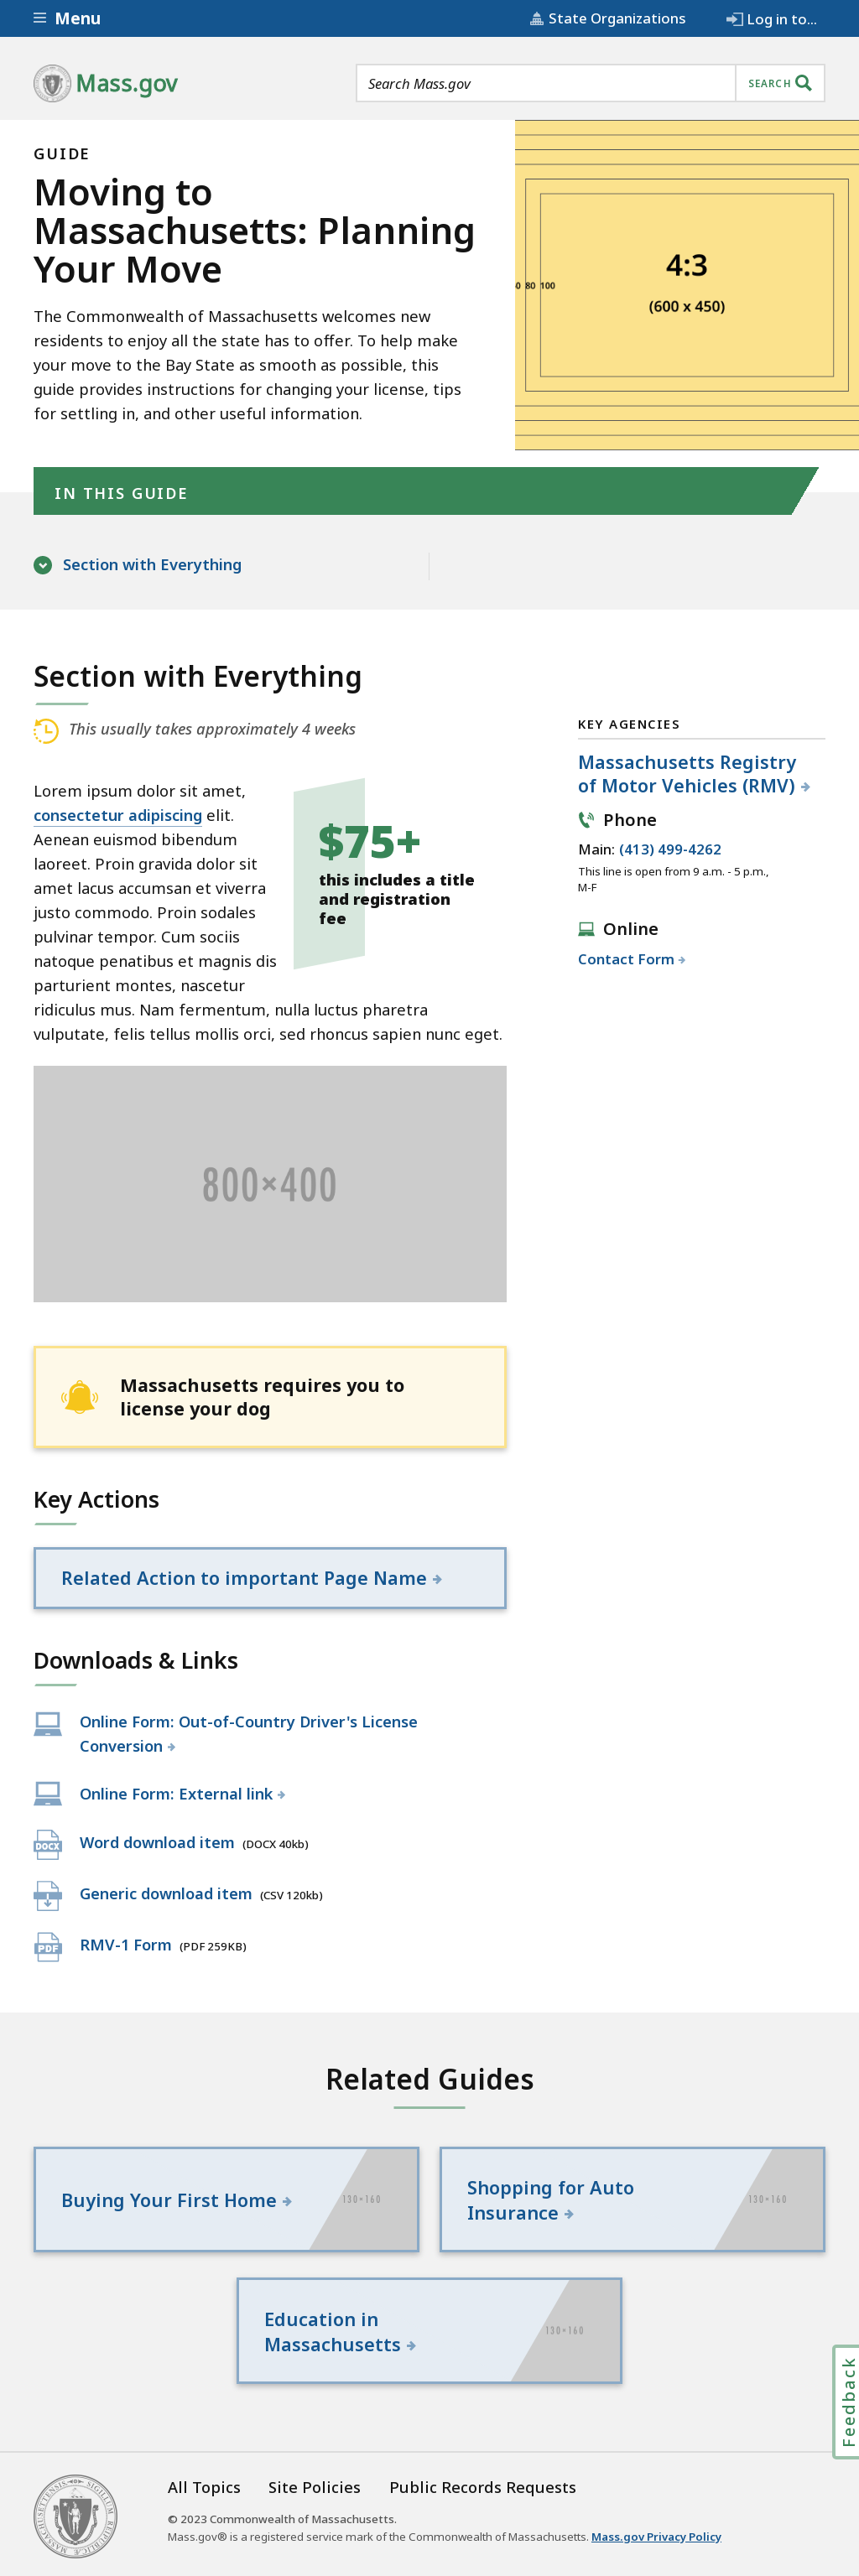 Menu
State Organizations
Log in to...
Mass.gov
Search Mass.gov
SEARCH
GUIDE
Moving to
Massachusetts: Planning
Your Move
The Commonwealth of Massachusetts welcomes new
residents to enjoy all the state has to offer. To help make
your move to the Bay State as smooth as possible, this
guide provides instructions for changing your license, tips
for settling in, and other useful information.
4:3
80 100
(600 x 450)
IN THIS GUIDE
Section with Everything
Section with Everything
This usually takes approximately 4 weeks
Lorem ipsum dolor sit amet,
consectetur adipiscing elit.
Aenean euismod bibendum
laoreet. Proin gravida dolor sit
amet lacus accumsan et viverra
justo commodo. Proin sodales
pulvinar tempor. Cum sociis
natoque penatibus et magnis dis
parturient montes, nascetur
ridiculus mus. Nam fermentum, nulla luctus pharetra
vulputate, felis tellus mollis orci, sed rhoncus sapien nunc eget.
$75+
this includes a title
and registration
fee
800×400
Massachusetts requires you to
license your dog
Key Actions
Related Action to important Page Name
Downloads & Links
Online Form: Out-of-Country Driver's License
Conversion
Online Form: External link
DOCX
Word download item (DOCX 40kb)
Generic download item (CSV 120kb)
PDF
RMV-1 Form (PDF 259KB)
KEY AGENCIES
Massachusetts Registry
of Motor Vehicles (RMV)
Phone
Main: (413) 499-4262
This line is open from 9 a.m. - 5 p.m.,
M-F
Online
Contact Form
Related Guides
Buying Your First Home
130×160
Shopping for Auto
Insurance
130×160
Education in
Massachusetts
130×160
Feedback
All Topics
Site Policies
Public Records Requests
© 2023 Commonwealth of Massachusetts.
Mass.gov® is a registered service mark of the Commonwealth of Massachusetts. Mass.gov Privacy Policy